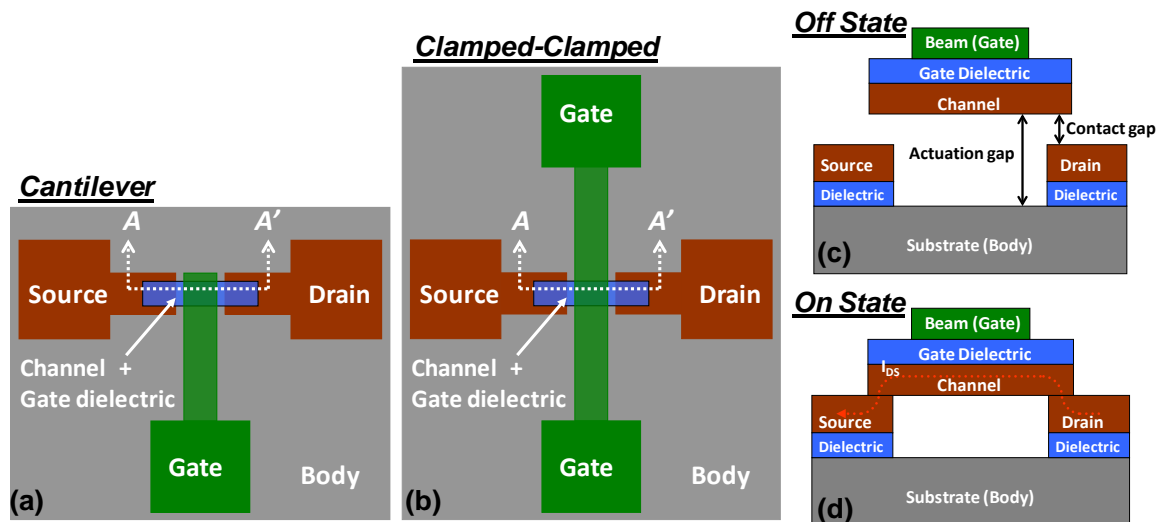 Cantilever
A A'
Source Drain
Channel +
Gate dielectric
Gate
Body
(a)
Clamped-Clamped
Gate
A A'
Source Drain
Channel +
Gate dielectric
Gate
Body
(b)
Off State
Beam (Gate)
Gate Dielectric
Channel
Contact gap
Actuation gap
Source Drain
Dielectric Dielectric
(c)
Substrate (Body)
On State
Beam (Gate)
Gate Dielectric
IDS
Channel
Source Drain
Dielectric Dielectric
Substrate (Body)
(d)